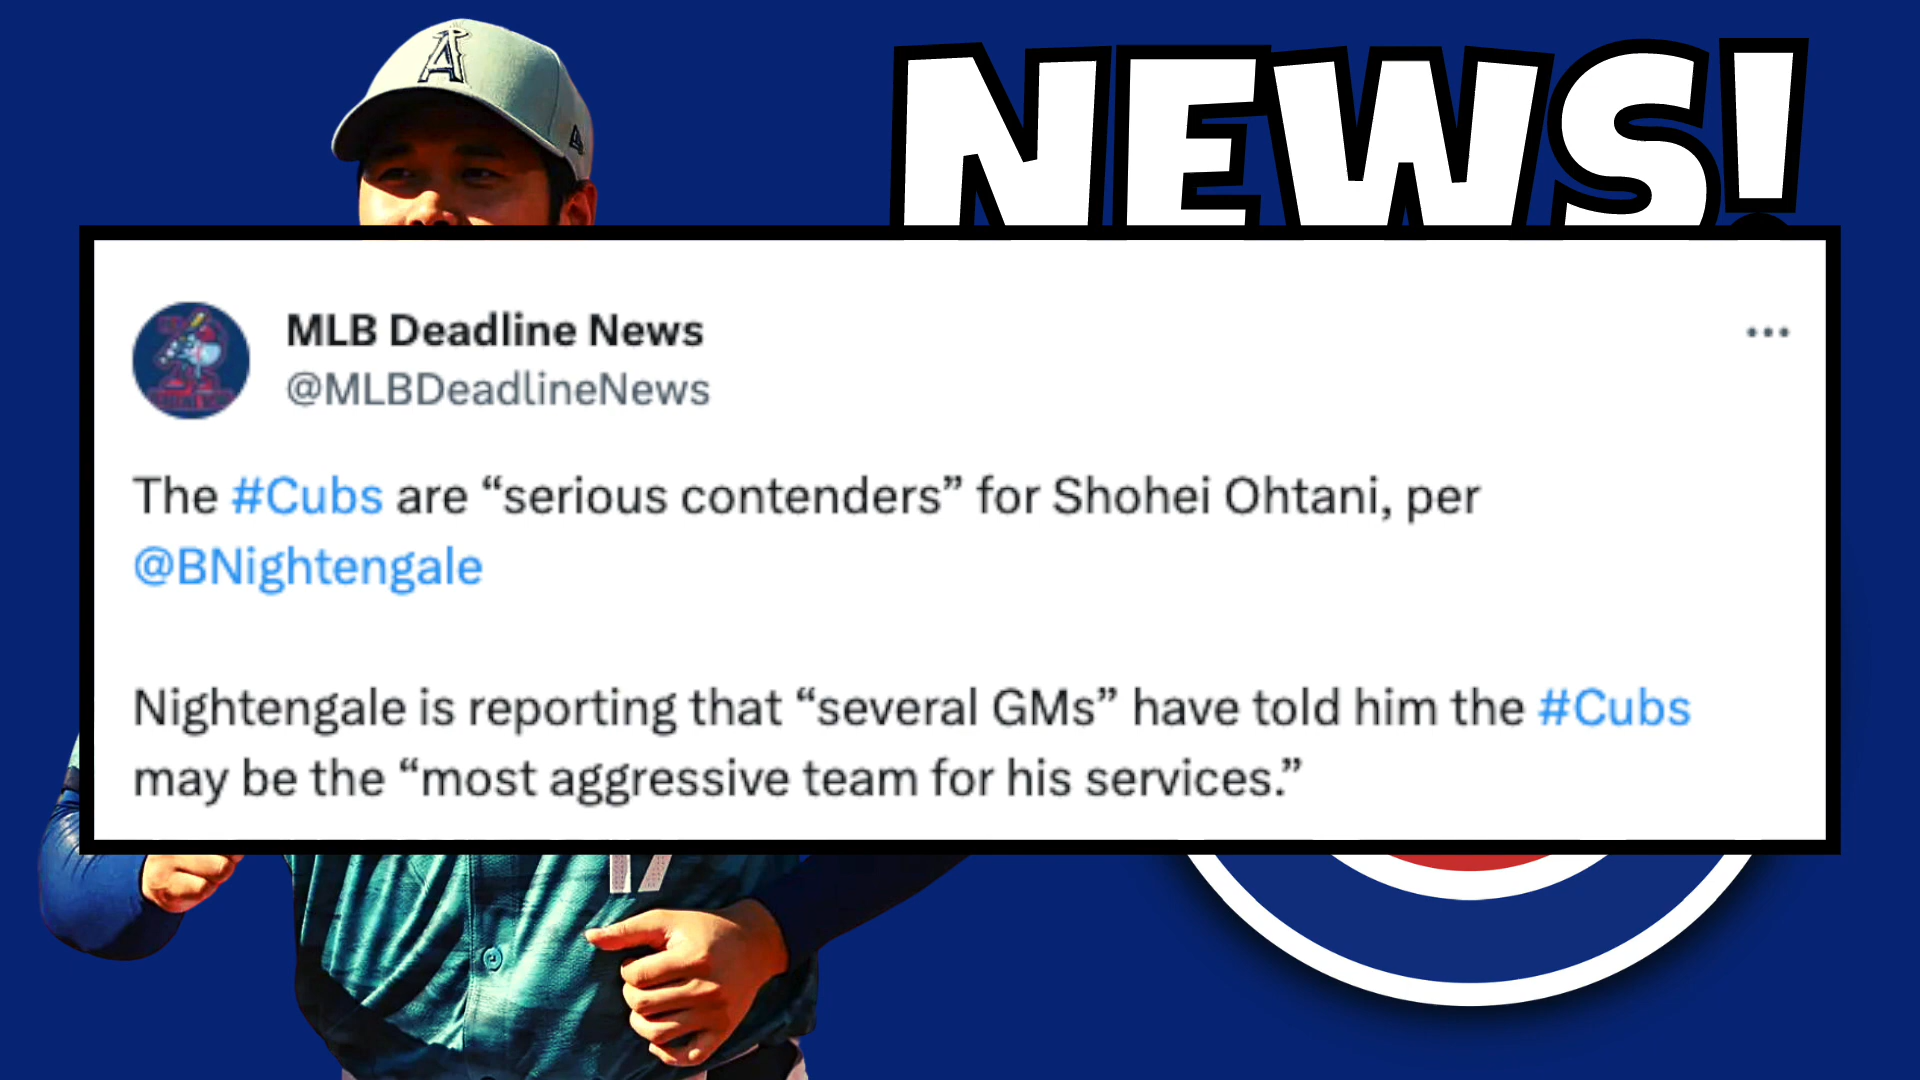 A
NEWS!
MLB Deadline News
@MLBDeadlineNews
The #Cubs are “serious contenders” for Shohei Ohtani, per
@BNightengale
Nightengale is reporting that “several GMs” have told him the #Cubs
may be the “most aggressive team for his services.”
17